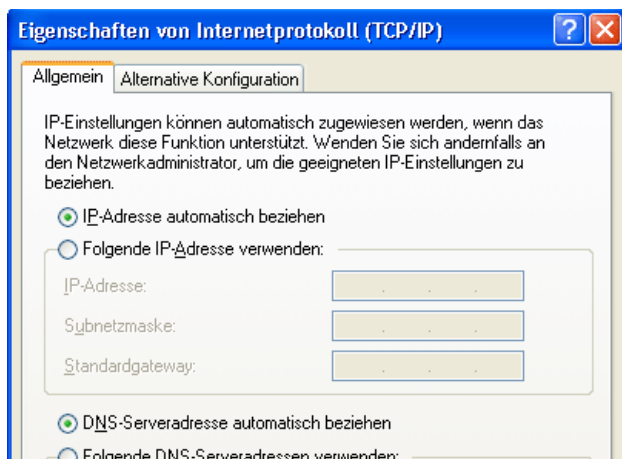 Eigenschaften von Internetprotokoll (TCP/IP)
Allgemein
Alternative Konfiguration
IP-Einstellungen können automatisch zugewiesen werden, wenn das
Netzwerk diese Funktion unterstützt. Wenden Sie sich andernfalls an
den Netzwerkadministrator, um die geeigneten IP-Einstellungen zu
beziehen.
IP-Adresse automatisch beziehen
Folgende IP-Adresse verwenden:
IP-Adresse:
Subnetzmaske:
Standardgateway:
DNS-Serveradresse automatisch beziehen
Folgende DNS-Serveradressen verwenden: